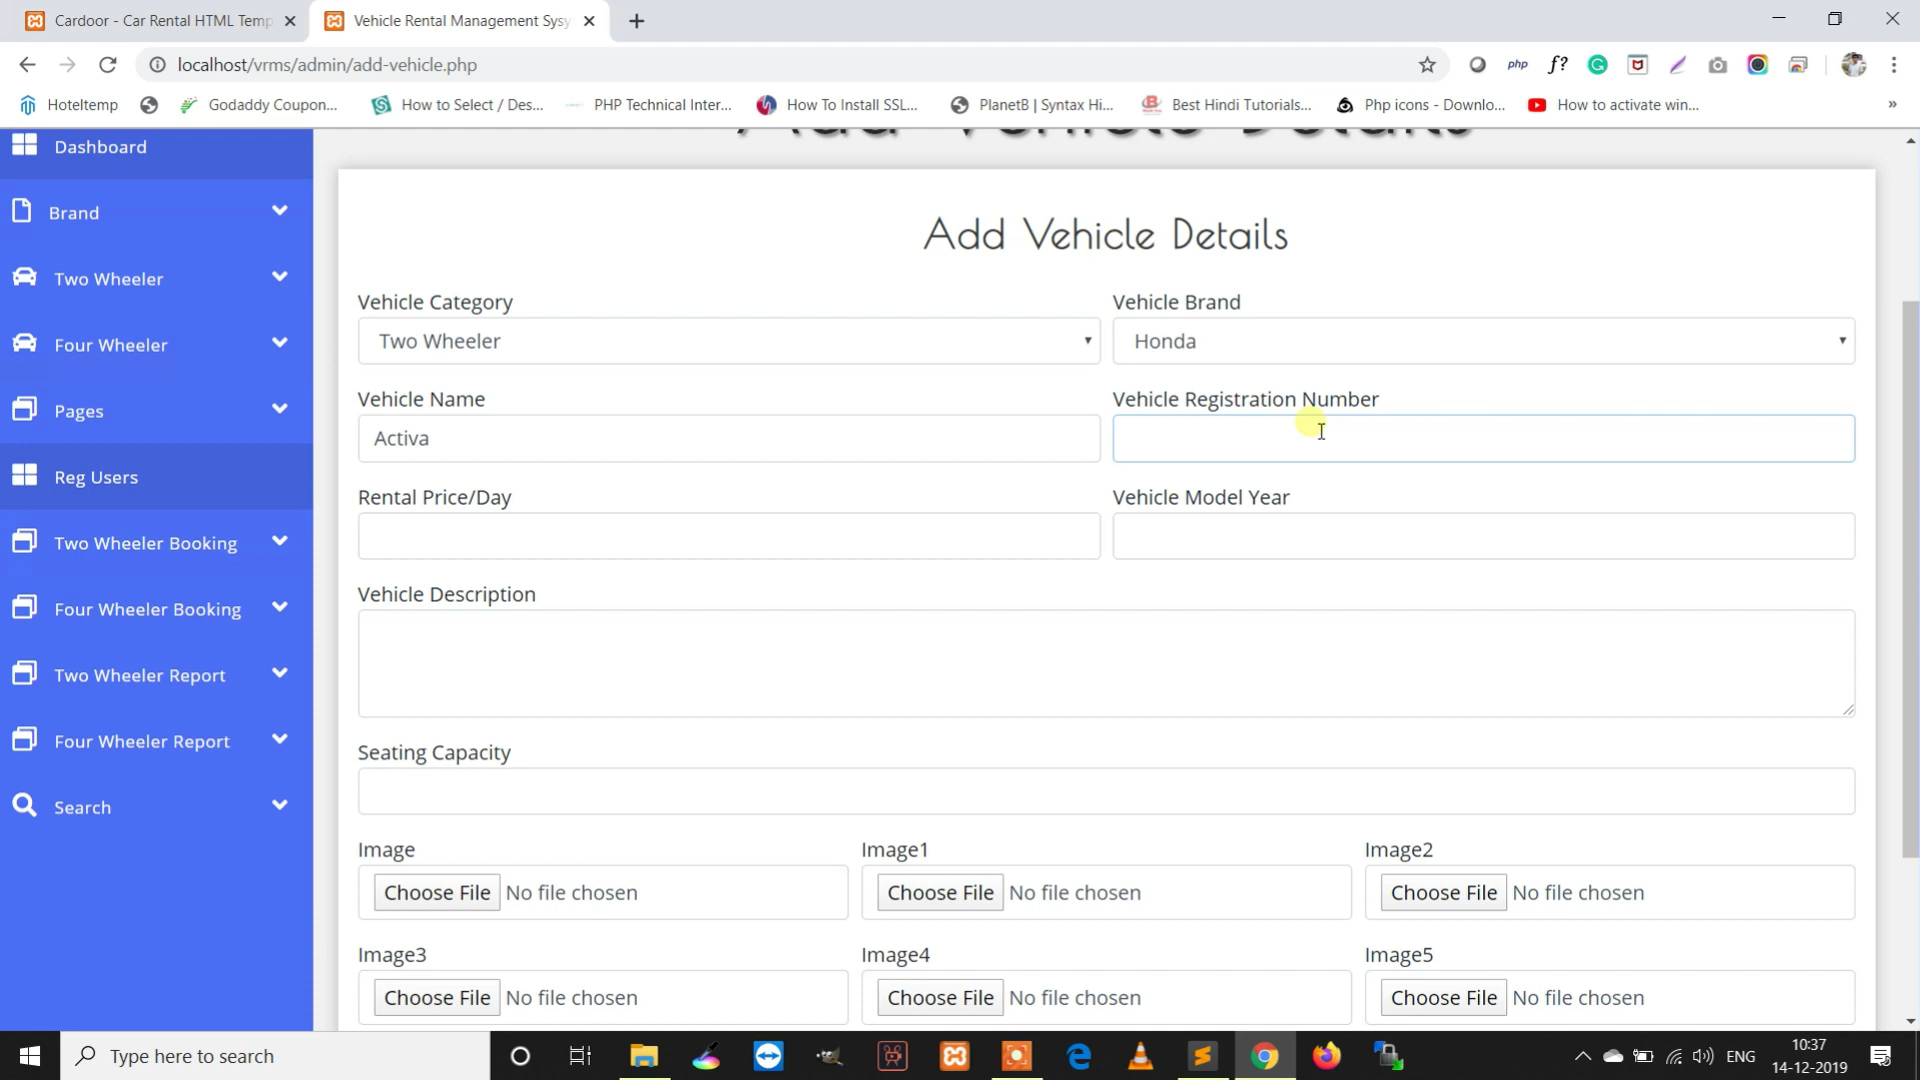 Cardoor - Car Rental HTML Temp
Vehicle Rental Management Sysy
localhost/vrms/admin/add-vehicle.php
php
f?
Hoteltemp
Godaddy Coupon...
How to Select / Des...
PHP Technical Inter...
How To Install SSL...
PlanetB | Syntax Hi...
Best Hindi Tutorials...
Php icons - Downlo...
How to activate win...
»
Add Vehicle Details
Dashboard
Brand
Two Wheeler
Four Wheeler
Pages
Reg Users
Two Wheeler Booking
Four Wheeler Booking
Two Wheeler Report
Four Wheeler Report
Search
Add Vehicle Details
Vehicle Category
Vehicle Brand
Two Wheeler
Honda
Vehicle Name
Vehicle Registration Number
Activa
Rental Price/Day
Vehicle Model Year
Vehicle Description
Seating Capacity
Image
Image1
Image2
Choose File No file chosen
Choose File No file chosen
Choose File No file chosen
Image3
Image4
Image5
Choose File No file chosen
Choose File No file chosen
Choose File No file chosen
Type here to search
ENG
10:37
14-12-2019